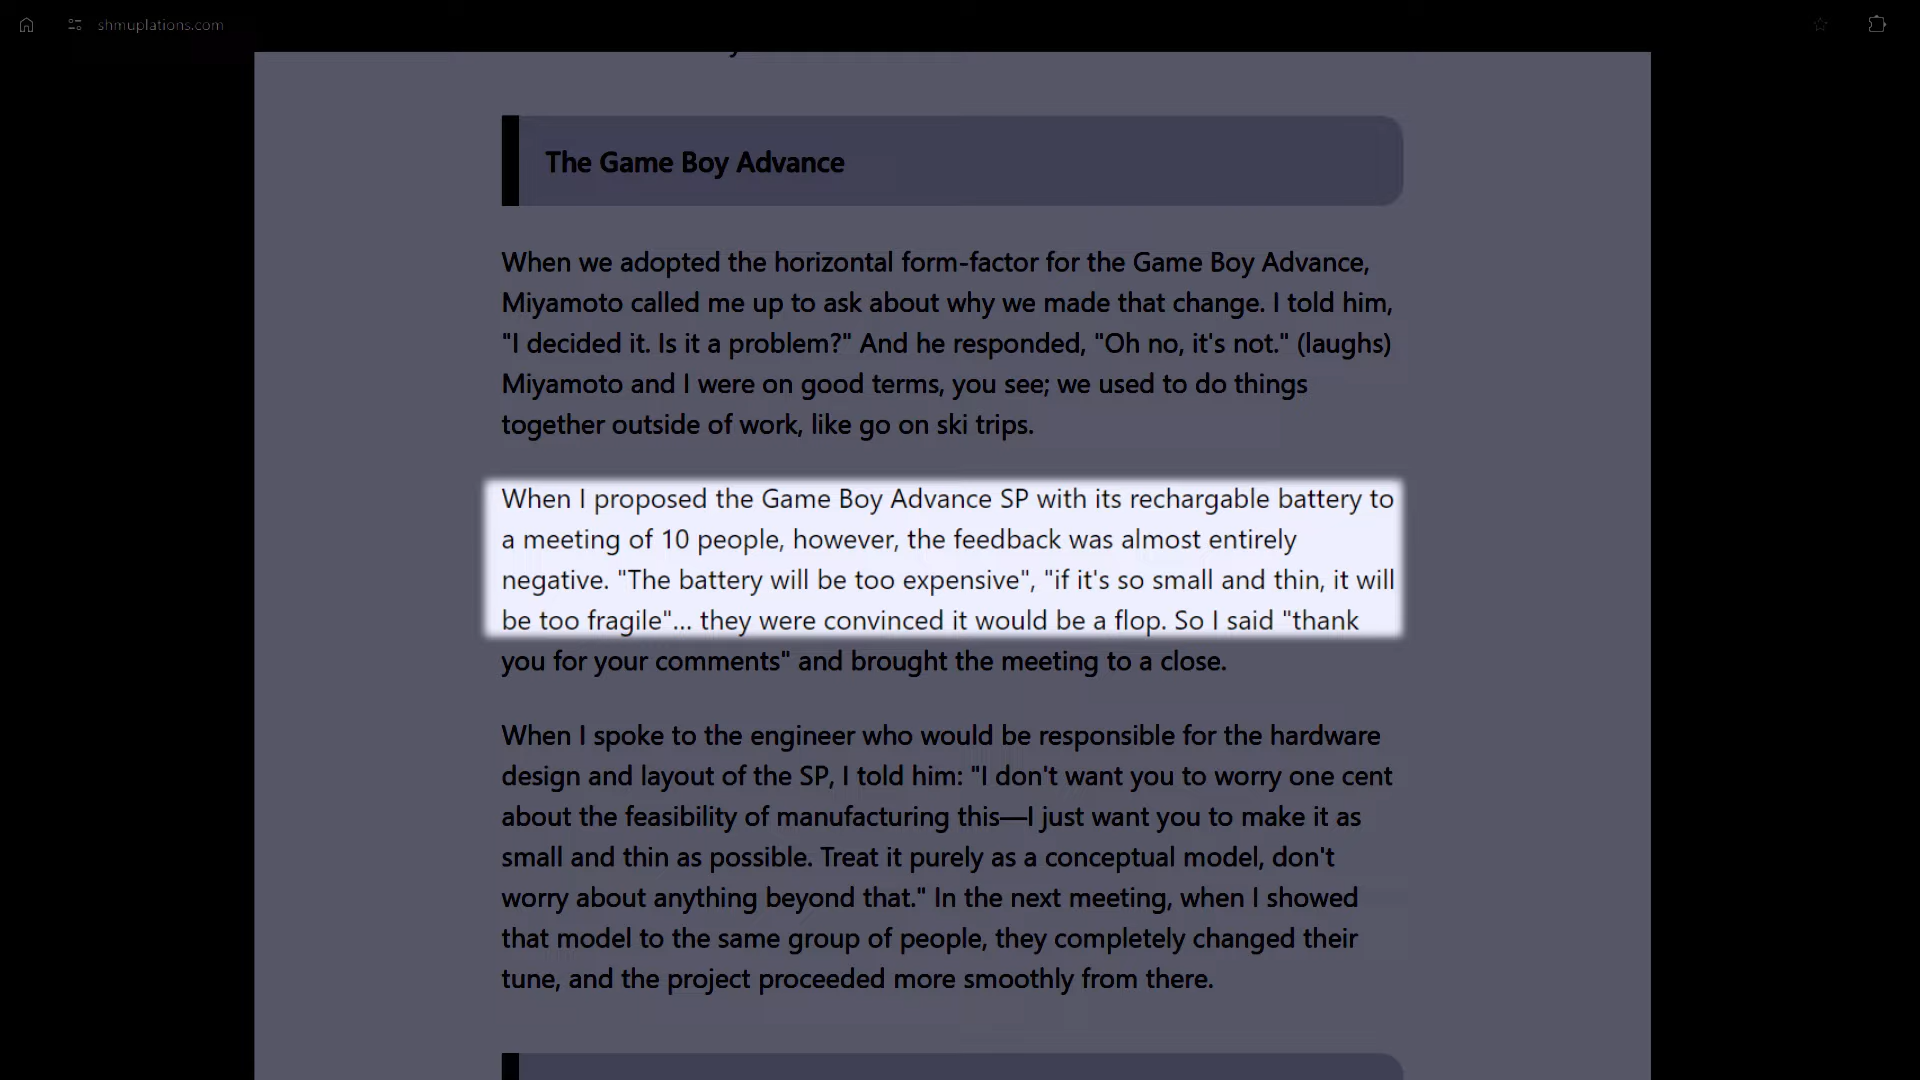 shmuplations.com
The Game Boy Advance
When we adopted the horizontal form-factor for the Game Boy Advance,
Miyamoto called me up to ask about why we made that change. I told him,
"I decided it. Is it a problem?" And he responded, "Oh no, it's not." (laughs)
Miyamoto and I were on good terms, you see; we used to do things
together outside of work, like go on ski trips.
When I proposed the Game Boy Advance SP with its rechargable battery to
a meeting of 10 people, however, the feedback was almost entirely
negative. "The battery will be too expensive", "if it's so small and thin, it will
be too fragile"... they were convinced it would be a flop. So I said "thank
you for your comments" and brought the meeting to a close.
When I spoke to the engineer who would be responsible for the hardware
design and layout of the SP, I told him: "I don't want you to worry one cent
about the feasibility of manufacturing this—I just want you to make it as
small and thin as possible. Treat it purely as a conceptual model, don't
worry about anything beyond that." In the next meeting, when I showed
that model to the same group of people, they completely changed their
tune, and the project proceeded more smoothly from there.